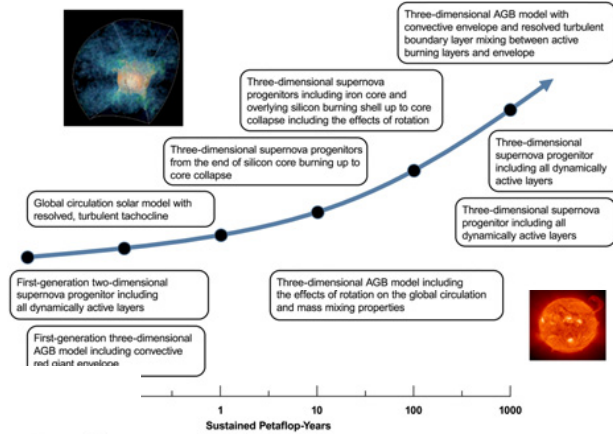 Three-dimensional AGB model with
convective envelope and resolved turbulent
boundary layer mixing between active
burning layers and envelope
Three-dimensional supernova
progenitors including iron core and
overlying silicon burning shell up to core
collapse including the effects of rotation
Three-dimensional supernova progenitors
from the end of silicon core burning up to
core collapse
Three-dimensional
supernova progenitor
including all dynamically
active layers
Global circulation solar model with
resolved, turbulent tachocline
Three-dimensional supernova
progenitor including all
dynamically active layers
First-generation two-dimensional
supernova progenitor including
all dynamically active layers
Three-dimensional AGB model including
the effects of rotation on the global circulation
and mass mixing properties
First-generation three-dimensional
AGB model including convective
red giant envelope
1 10 100 1000
Sustained Petaflop-Years